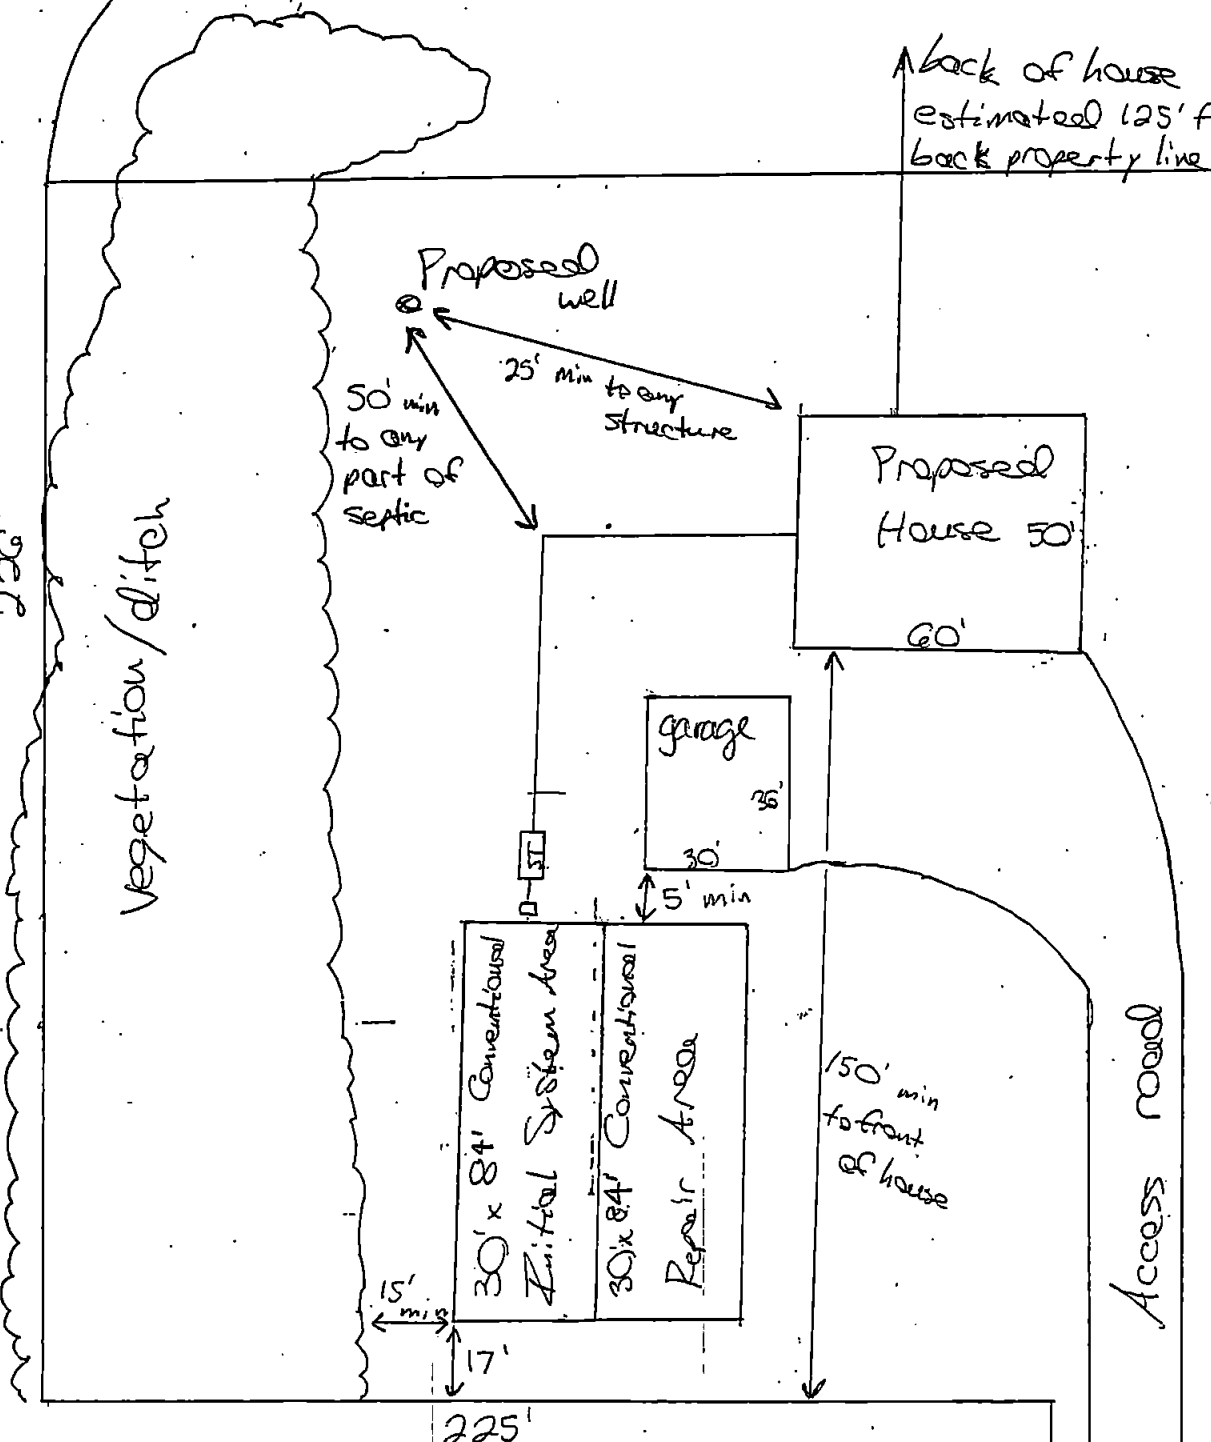 back of house
estimated 125' f
back property line
Proposed
well
25' min to any
structure
50' min
to any
part of
septic
Proposed
House 50'
60'
226'
vegetation/ditch
garage
36'
30'
5' min
ST
30' x 84' Conventional
Initial System Area
30' x 84' Conventional
Repair Area
150' min
to front
of house
Access road
15'
min
17'
225'